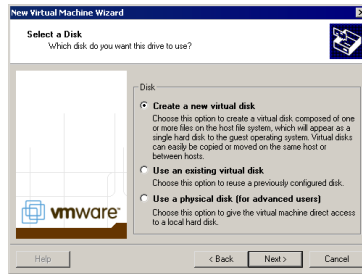 New Virtual Machine Wizard
Select a Disk
Which disk do you want this drive to use?
Disk
Create a new virtual disk
Choose this option to create a virtual disk composed of one
or more files on the host file system, which will appear as a
single hard disk to the guest operating system. Virtual disks
can easily be copied or moved on the same host or
between hosts.
Use an existing virtual disk
Choose this option to reuse a previously configured disk.
Use a physical disk (for advanced users)
Choose this option to give the virtual machine direct access
to a local hard disk.
vmware
Help
< Back
Next >
Cancel